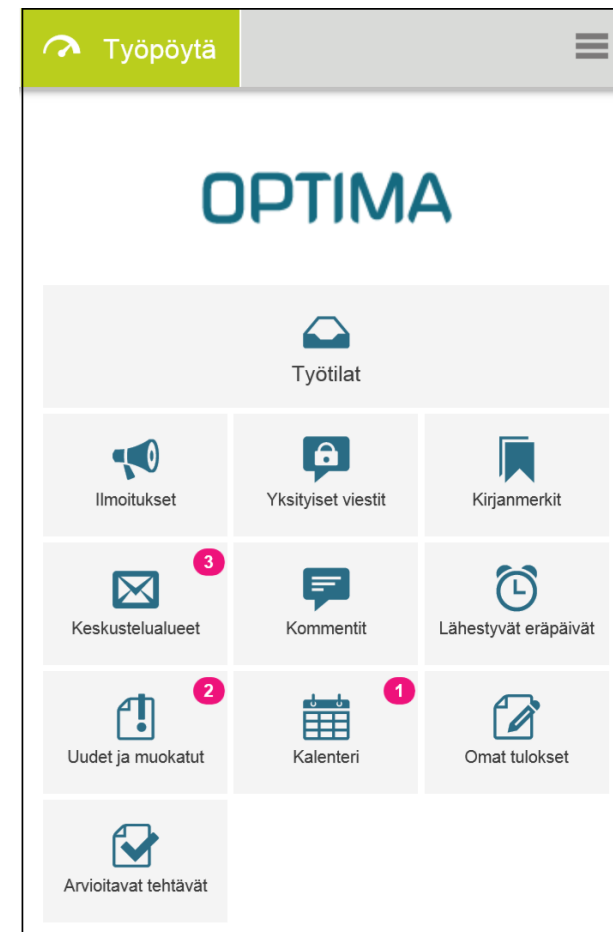 Työpöytä
OPTIMA
Työtilat
Ilmoitukset
Yksityiset viestit
Kirjanmerkit
3
Keskustelualueet
Kommentit
Lähestyvät eräpäivät
2
Uudet ja muokatut
1
Kalenteri
Omat tulokset
Arvioitavat tehtävät